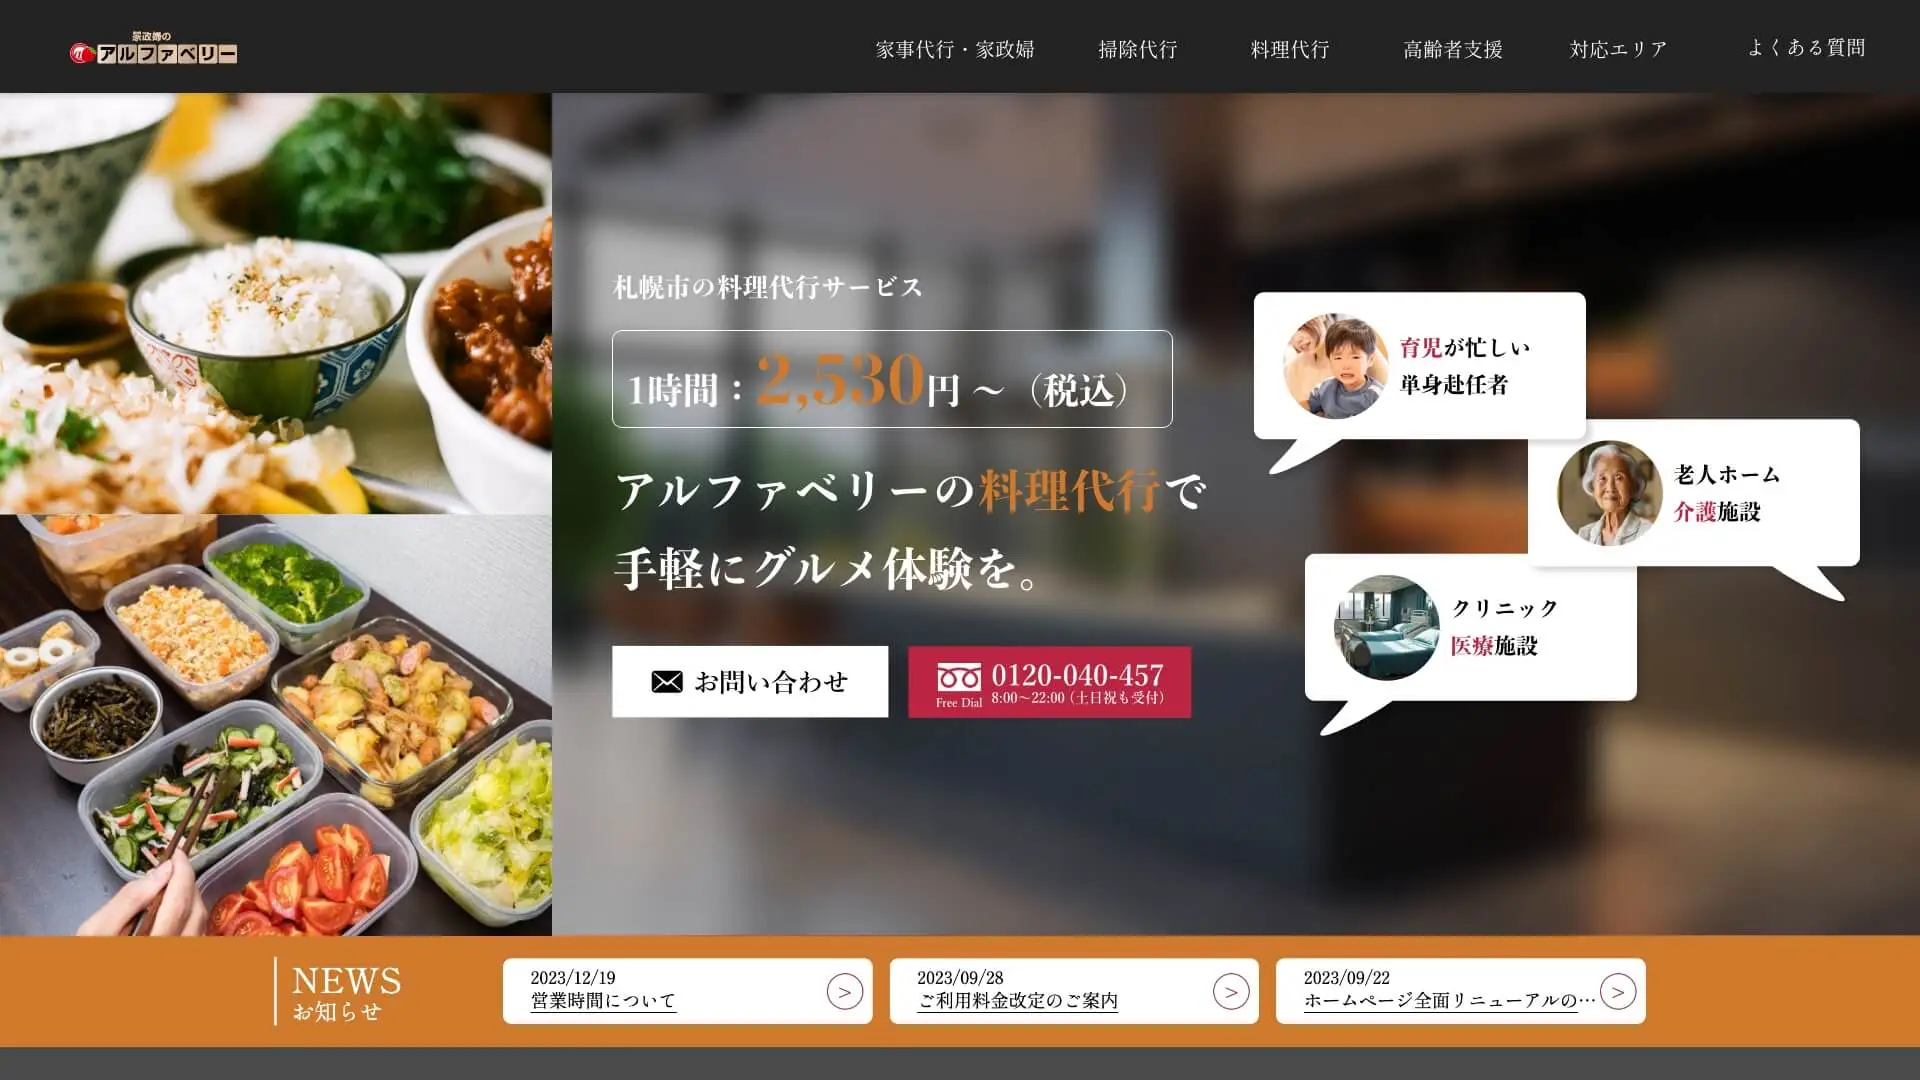 家政婦の
アルファベリー
家事代行・家政婦
掃除代行
料理代行
高齢者支援
対応エリア
よくある質問
札幌市の料理代行サービス
1時間：2,530円～（税込）
アルファベリーの料理代行で
手軽にグルメ体験を。
お問い合わせ
0120-040-457
Free Dial 8:00～22:00（土日祝も受付）
育児が忙しい
単身赴任者
老人ホーム
介護施設
クリニック
医療施設
NEWS
お知らせ
2023/12/19
営業時間について
>
2023/09/28
ご利用料金改定のご案内
>
2023/09/22
ホームページ全面リニューアルの…
>